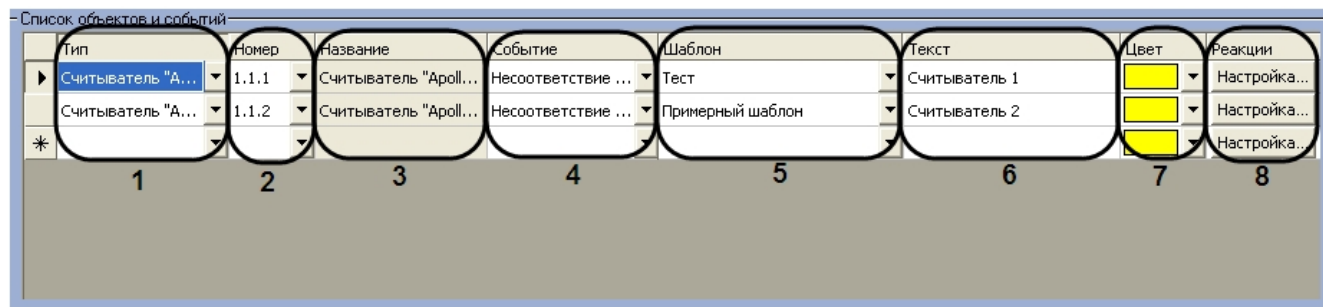 Список объектов и событий
Тип Номер Название Событие Шаблон Текст Цвет Реакции
Считыватель "А... 1.1.1 Считыватель "Apoll... Несоответствие ... Тест Считыватель 1 Настройка...
Считыватель "А... 1.1.2 Считыватель "Apoll... Несоответствие ... Примерный шаблон Считыватель 2 Настройка...
Настройка...
1 2 3 4 5 6 7 8